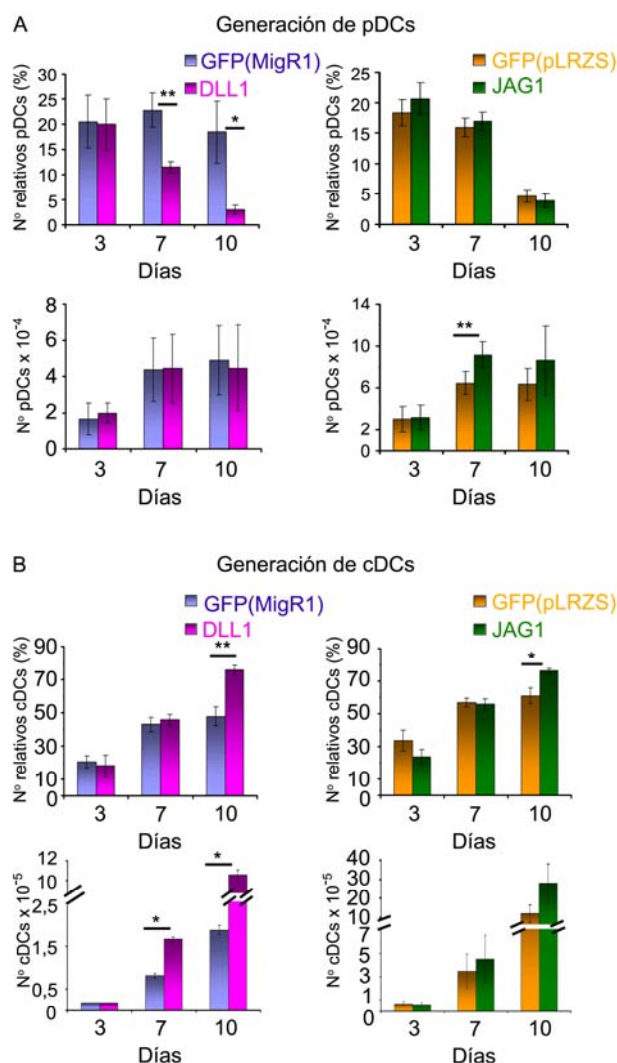 A
Generación de pDCs
GFP(MigR1)
DLL1
Nº relativos pDCs (%)
30
25
20
15
10
5
0
**
*
3 7 10
Días
GFP(pLRZS)
JAG1
Nº relativos pDCs (%)
25
20
15
10
5
0
3 7 10
Días
Nº pDCs x 10⁻⁴
8
6
4
2
0
3 7 10
Días
Nº pDCs x 10⁻⁴
14
10
6
2
0
**
3 7 10
Días
B
Generación de cDCs
GFP(MigR1)
DLL1
Nº relativos cDCs (%)
90
70
50
30
10
0
**
3 7 10
Días
GFP(pLRZS)
JAG1
Nº relativos cDCs (%)
90
70
50
30
10
0
*
3 7 10
Días
Nº cDCs x 10⁻⁵
12
10
2,5
1,5
0,5
0
*
*
3 7 10
Días
Nº cDCs x 10⁻⁵
40
30
20
10
7
5
3
1
0
3 7 10
Días